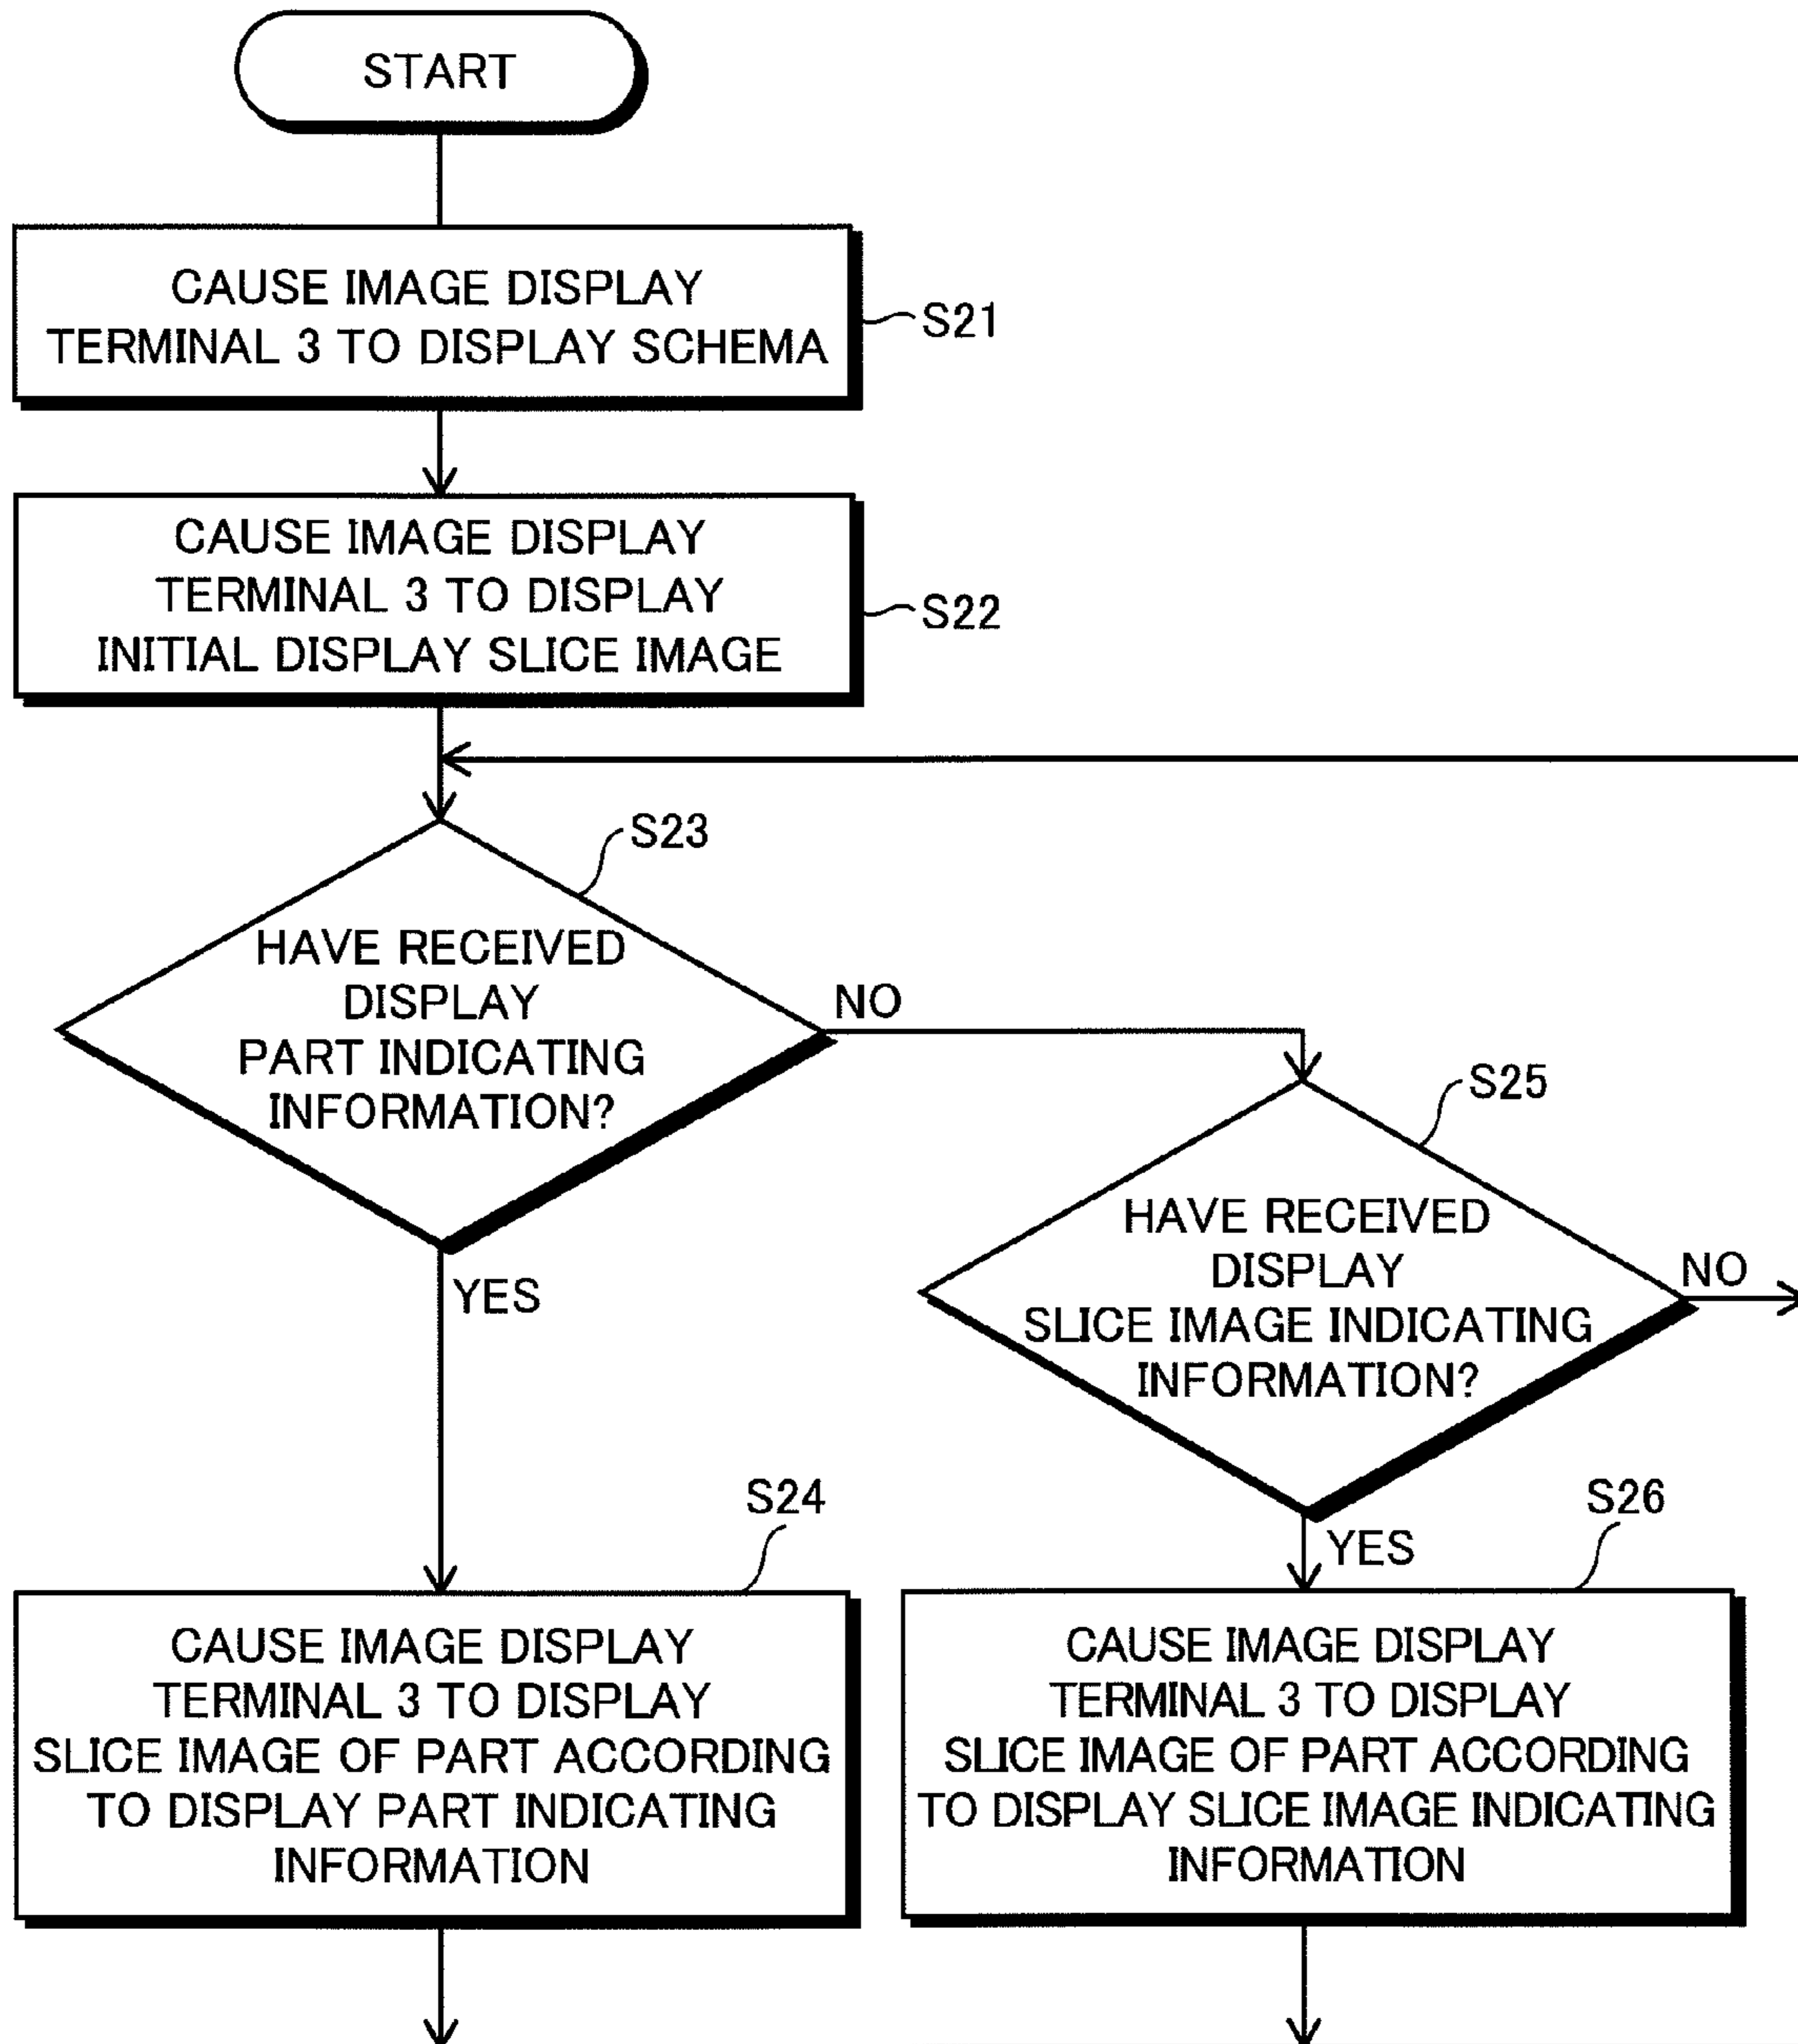 START
CAUSE IMAGE DISPLAY
TERMINAL 3 TO DISPLAY SCHEMA
S21
CAUSE IMAGE DISPLAY
TERMINAL 3 TO DISPLAY
INITIAL DISPLAY SLICE IMAGE
S22
S23
HAVE RECEIVED
DISPLAY
PART INDICATING
INFORMATION?
NO
YES
S25
HAVE RECEIVED
DISPLAY
SLICE IMAGE INDICATING
INFORMATION?
NO
YES
S24
CAUSE IMAGE DISPLAY
TERMINAL 3 TO DISPLAY
SLICE IMAGE OF PART ACCORDING
TO DISPLAY PART INDICATING
INFORMATION
S26
CAUSE IMAGE DISPLAY
TERMINAL 3 TO DISPLAY
SLICE IMAGE OF PART ACCORDING
TO DISPLAY SLICE IMAGE INDICATING
INFORMATION